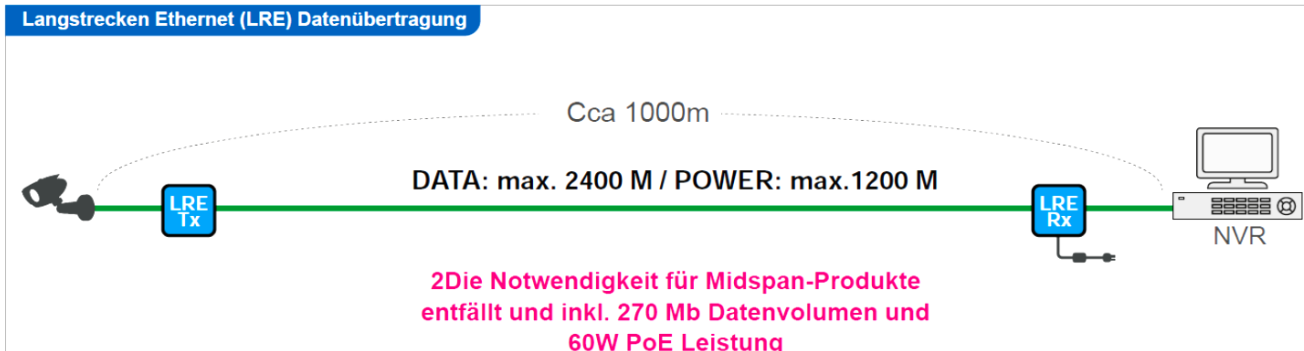 Langstrecken Ethernet (LRE) Datenübertragung
Cca 1000m
DATA: max. 2400 M / POWER: max.1200 M
LRE
Tx
LRE
Rx
NVR
2Die Notwendigkeit für Midspan-Produkte
entfällt und inkl. 270 Mb Datenvolumen und
60W PoE Leistung